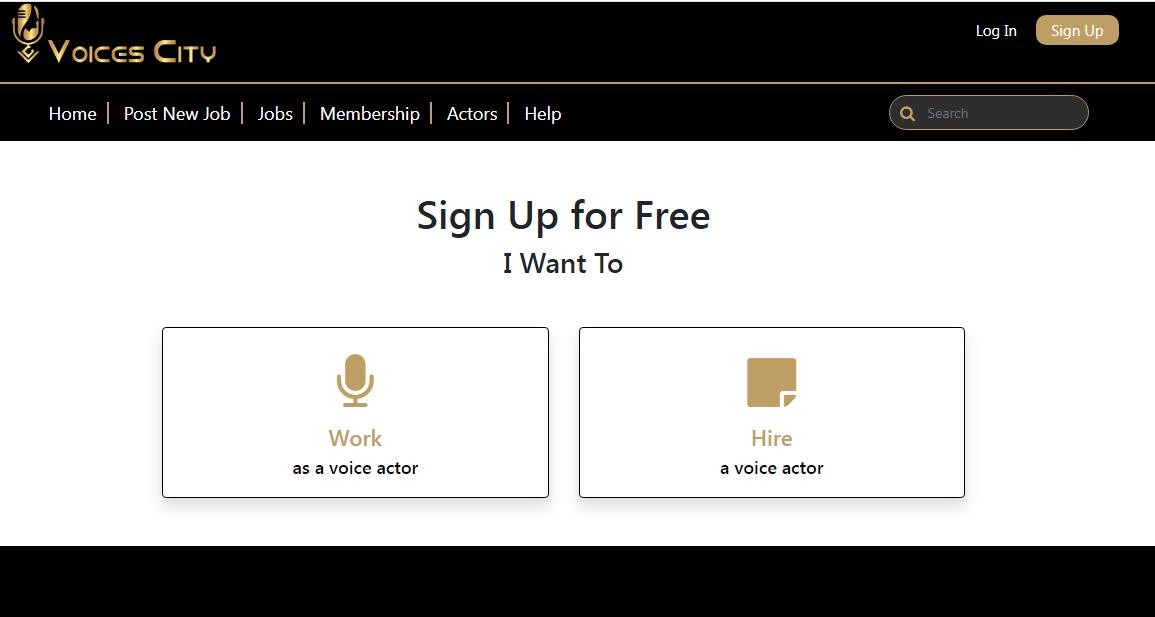 Voices City
Log In
Sign Up
Home
Post New Job
Jobs
Membership
Actors
Help
Search
Sign Up for Free
I Want To
Work
as a voice actor
Hire
a voice actor